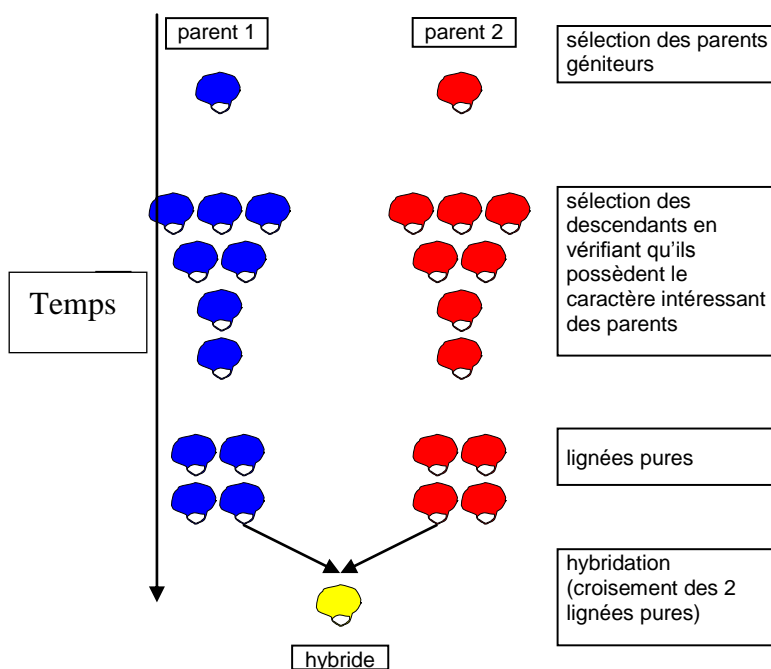 parent 1
parent 2
sélection des parents
géniteurs
sélection des
descendants en
vérifiant qu'ils
possèdent le
caractère intéressant
des parents
Temps
lignées pures
hybridation
(croisement des 2
lignées pures)
hybride